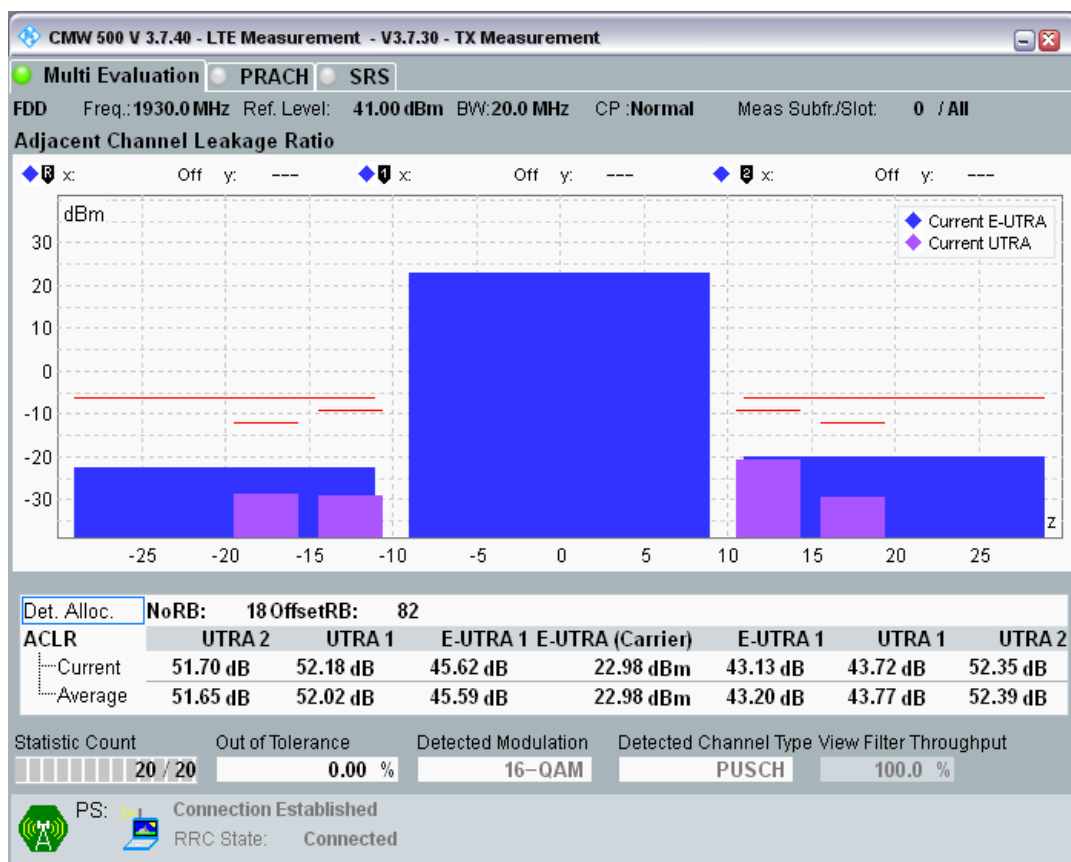 CMW 500 V 3.7.40 - LTE Measurement - V3.7.30 - TX Measurement
Multi Evaluation PRACH SRS
FDD Freq.: 1930.0 MHz Ref. Level: 41.00 dBm BW: 20.0 MHz CP : Normal Meas Subfr./Slot: 0 / All
Adjacent Channel Leakage Ratio
R x: Off y: --- 1 x: Off y: --- 2 x: Off y: ---
dBm
Current E-UTRA
Current UTRA
30
20
10
0
-10
-20
-30
z
-25 -20 -15 -10 -5 0 5 10 15 20 25
Det. Alloc. NoRB: 18 OffsetRB: 82
ACLR UTRA 2 UTRA 1 E-UTRA 1 E-UTRA (Carrier) E-UTRA 1 UTRA 1 UTRA 2
Current 51.70 dB 52.18 dB 45.62 dB 22.98 dBm 43.13 dB 43.72 dB 52.35 dB
Average 51.65 dB 52.02 dB 45.59 dB 22.98 dBm 43.20 dB 43.77 dB 52.39 dB
Statistic Count Out of Tolerance Detected Modulation Detected Channel Type View Filter Throughput
20 / 20 0.00 % 16-QAM PUSCH 100.0 %
PS: Connection Established
RRC State: Connected